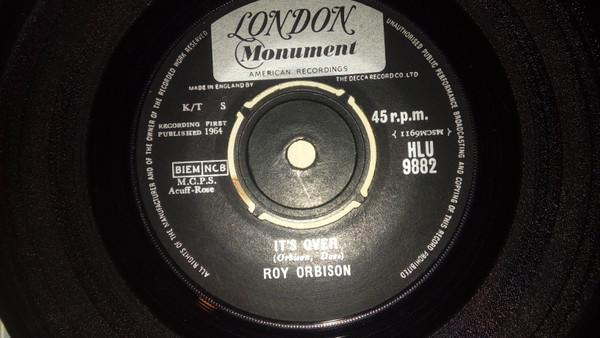 LONDON
Monument
AMERICAN RECORDINGS
MADE IN ENGLAND BY
THE DECCA RECORD CO. LTD
ALL RIGHTS OF THE MANUFACTURER AND OF THE OWNER OF THE RECORDED WORK RESERVED
UNAUTHORISED PUBLIC PERFORMANCE BROADCASTING AND COPYING OF THIS RECORD PROHIBITED
K/T S
RECORDING FIRST
PUBLISHED 1964
45 r.p.m.
BIEM NCB
M.C.P.S.
Acuff-Rose
HLU
9882
IT'S OVER
(Orbison, Dees)
ROY ORBISON